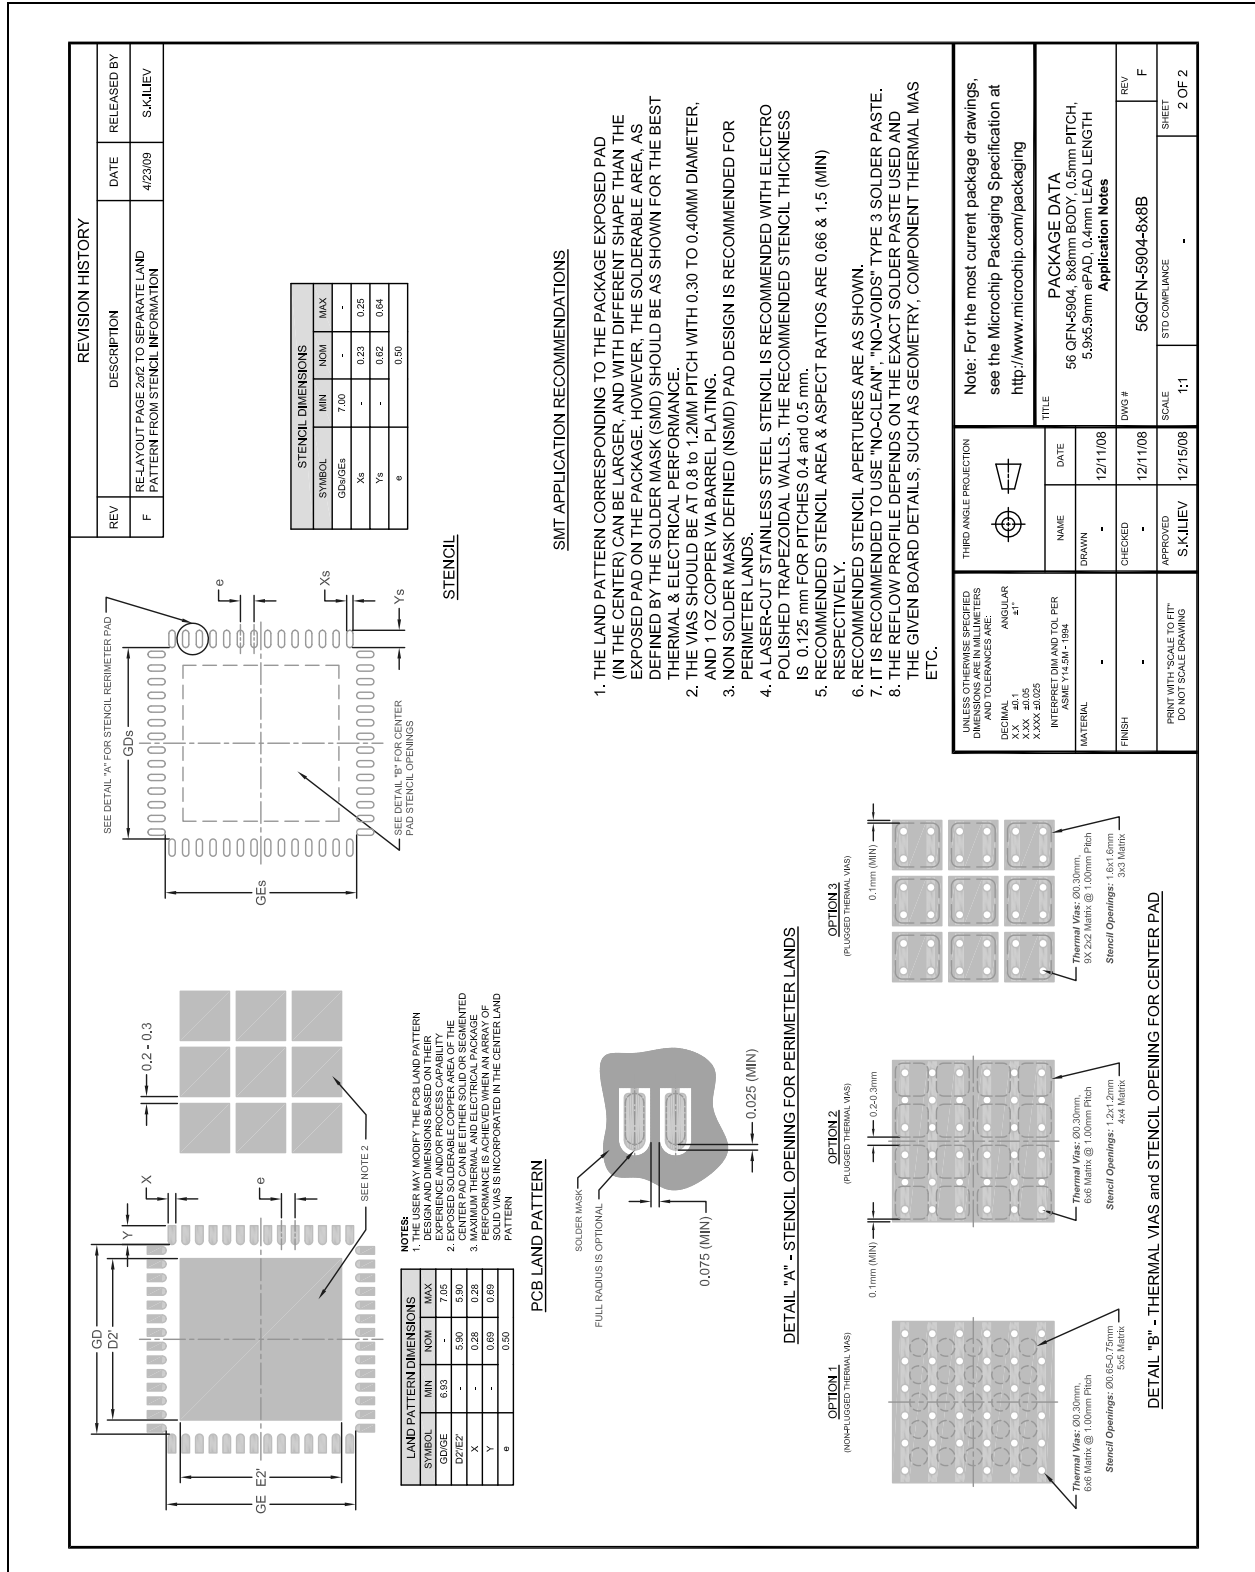 REVISION HISTORY
REV DESCRIPTION DATE RELEASED BY
F RE-LAYOUT PAGE 2of2 TO SEPARATE LAND PATTERN FROM STENCIL INFORMATION 4/23/09 S.K.ILIEV
GD
D2'
GE
E2'
Y
X
e
0.2 - 0.3
SEE NOTE 2
LAND PATTERN DIMENSIONS
SYMBOL MIN NOM MAX
GD/GE 6.93 - 7.05
D2'/E2' - 5.90 5.90
X - 0.28 0.28
Y - 0.69 0.69
e 0.50
NOTES:
1. THE USER MAY MODIFY THE PCB LAND PATTERN
DESIGN AND DIMENSIONS BASED ON THEIR
EXPERIENCE AND/OR PROCESS CAPABILITY
2. EXPOSED SOLDERABLE COPPER AREA OF THE
CENTER PAD CAN BE EITHER SOLID OR SEGMENTED
3. MAXIMUM THERMAL AND ELECTRICAL PACKAGE
PERFORMANCE IS ACHIEVED WHEN AN ARRAY OF
SOLID VIAS IS INCORPORATED IN THE CENTER LAND
PATTERN
PCB LAND PATTERN
SEE DETAIL "A" FOR STENCIL RERIMETER PAD
GDs
GEs
e
Xs
Ys
SEE DETAIL "B" FOR CENTER
PAD STENCIL OPENINGS
STENCIL
STENCIL DIMENSIONS
SYMBOL MIN NOM MAX
GDs/GEs 7.00 - -
Xs - 0.23 0.25
Ys - 0.62 0.64
e 0.50
SOLDER MASK
FULL RADIUS IS OPTIONAL
0.075 (MIN)
0.025 (MIN)
DETAIL "A" - STENCIL OPENING FOR PERIMETER LANDS
SMT APPLICATION RECOMMENDATIONS
1. THE LAND PATTERN CORRESPONDING TO THE PACKAGE EXPOSED PAD
(IN THE CENTER) CAN BE LARGER, AND WITH DIFFERENT SHAPE THAN THE
EXPOSED PAD ON THE PACKAGE. HOWEVER, THE SOLDERABLE AREA, AS
DEFINED BY THE SOLDER MASK (SMD) SHOULD BE AS SHOWN FOR THE BEST
THERMAL & ELECTRICAL PERFORMANCE.
2. THE VIAS SHOULD BE AT 0.8 to 1.2MM PITCH WITH 0.30 TO 0.40MM DIAMETER,
AND 1 OZ COPPER VIA BARREL PLATING.
3. NON SOLDER MASK DEFINED (NSMD) PAD DESIGN IS RECOMMENDED FOR
PERIMETER LANDS.
4. A LASER-CUT STAINLESS STEEL STENCIL IS RECOMMENDED WITH ELECTRO
POLISHED TRAPEZOIDAL WALLS. THE RECOMMENDED STENCIL THICKNESS
IS 0.125 mm FOR PITCHES 0.4 and 0.5 mm.
5. RECOMMENDED STENCIL AREA & ASPECT RATIOS ARE 0.66 & 1.5 (MIN)
RESPECTIVELY.
6. RECOMMENDED STENCIL APERTURES ARE AS SHOWN.
7. IT IS RECOMMENDED TO USE "NO-CLEAN", "NO-VOIDS" TYPE 3 SOLDER PASTE.
8. THE REFLOW PROFILE DEPENDS ON THE EXACT SOLDER PASTE USED AND
THE GIVEN BOARD DETAILS, SUCH AS GEOMETRY, COMPONENT THERMAL MAS
ETC.
OPTION 1
(NON-PLUGGED THERMAL VIAS)
Thermal Vias: Ø0.30mm,
6x6 Matrix @ 1.00mm Pitch
Stencil Openings: Ø0.65-0.75mm
5x5 Matrix
OPTION 2
(PLUGGED THERMAL VIAS)
0.1mm (MIN)
0.2-0.3mm
Thermal Vias: Ø0.30mm,
6x6 Matrix @ 1.00mm Pitch
Stencil Openings: 1.2x1.2mm
4x4 Matrix
OPTION 3
(PLUGGED THERMAL VIAS)
0.1mm (MIN)
Thermal Vias: Ø0.30mm,
9X 2x2 Matrix @ 1.00mm Pitch
Stencil Openings: 1.6x1.6mm
3x3 Matrix
DETAIL "B" - THERMAL VIAS and STENCIL OPENING FOR CENTER PAD
UNLESS OTHERWISE SPECIFIED
DIMENSIONS ARE IN MILLIMETERS
AND TOLERANCES ARE:
DECIMAL ANGULAR
X.X ±0.1 ±1°
X.XX ±0.05
X.XXX ±0.025
INTERPRET DIM AND TOL PER
ASME Y14.5M - 1994
MATERIAL
-
FINISH
-
PRINT WITH "SCALE TO FIT"
DO NOT SCALE DRAWING
THIRD ANGLE PROJECTION
NAME DATE
DRAWN
- 12/11/08
CHECKED
- 12/11/08
APPROVED
S.K.ILIEV 12/15/08
Note: For the most current package drawings,
see the Microchip Packaging Specification at
http://www.microchip.com/packaging
TITLE
PACKAGE DATA
56 QFN-5904, 8x8mm BODY, 0.5mm PITCH,
5.9x5.9mm ePAD, 0.4mm LEAD LENGTH
Application Notes
DWG # 56QFN-5904-8x8B
REV F
SCALE 1:1
STD COMPLIANCE -
SHEET 2 OF 2